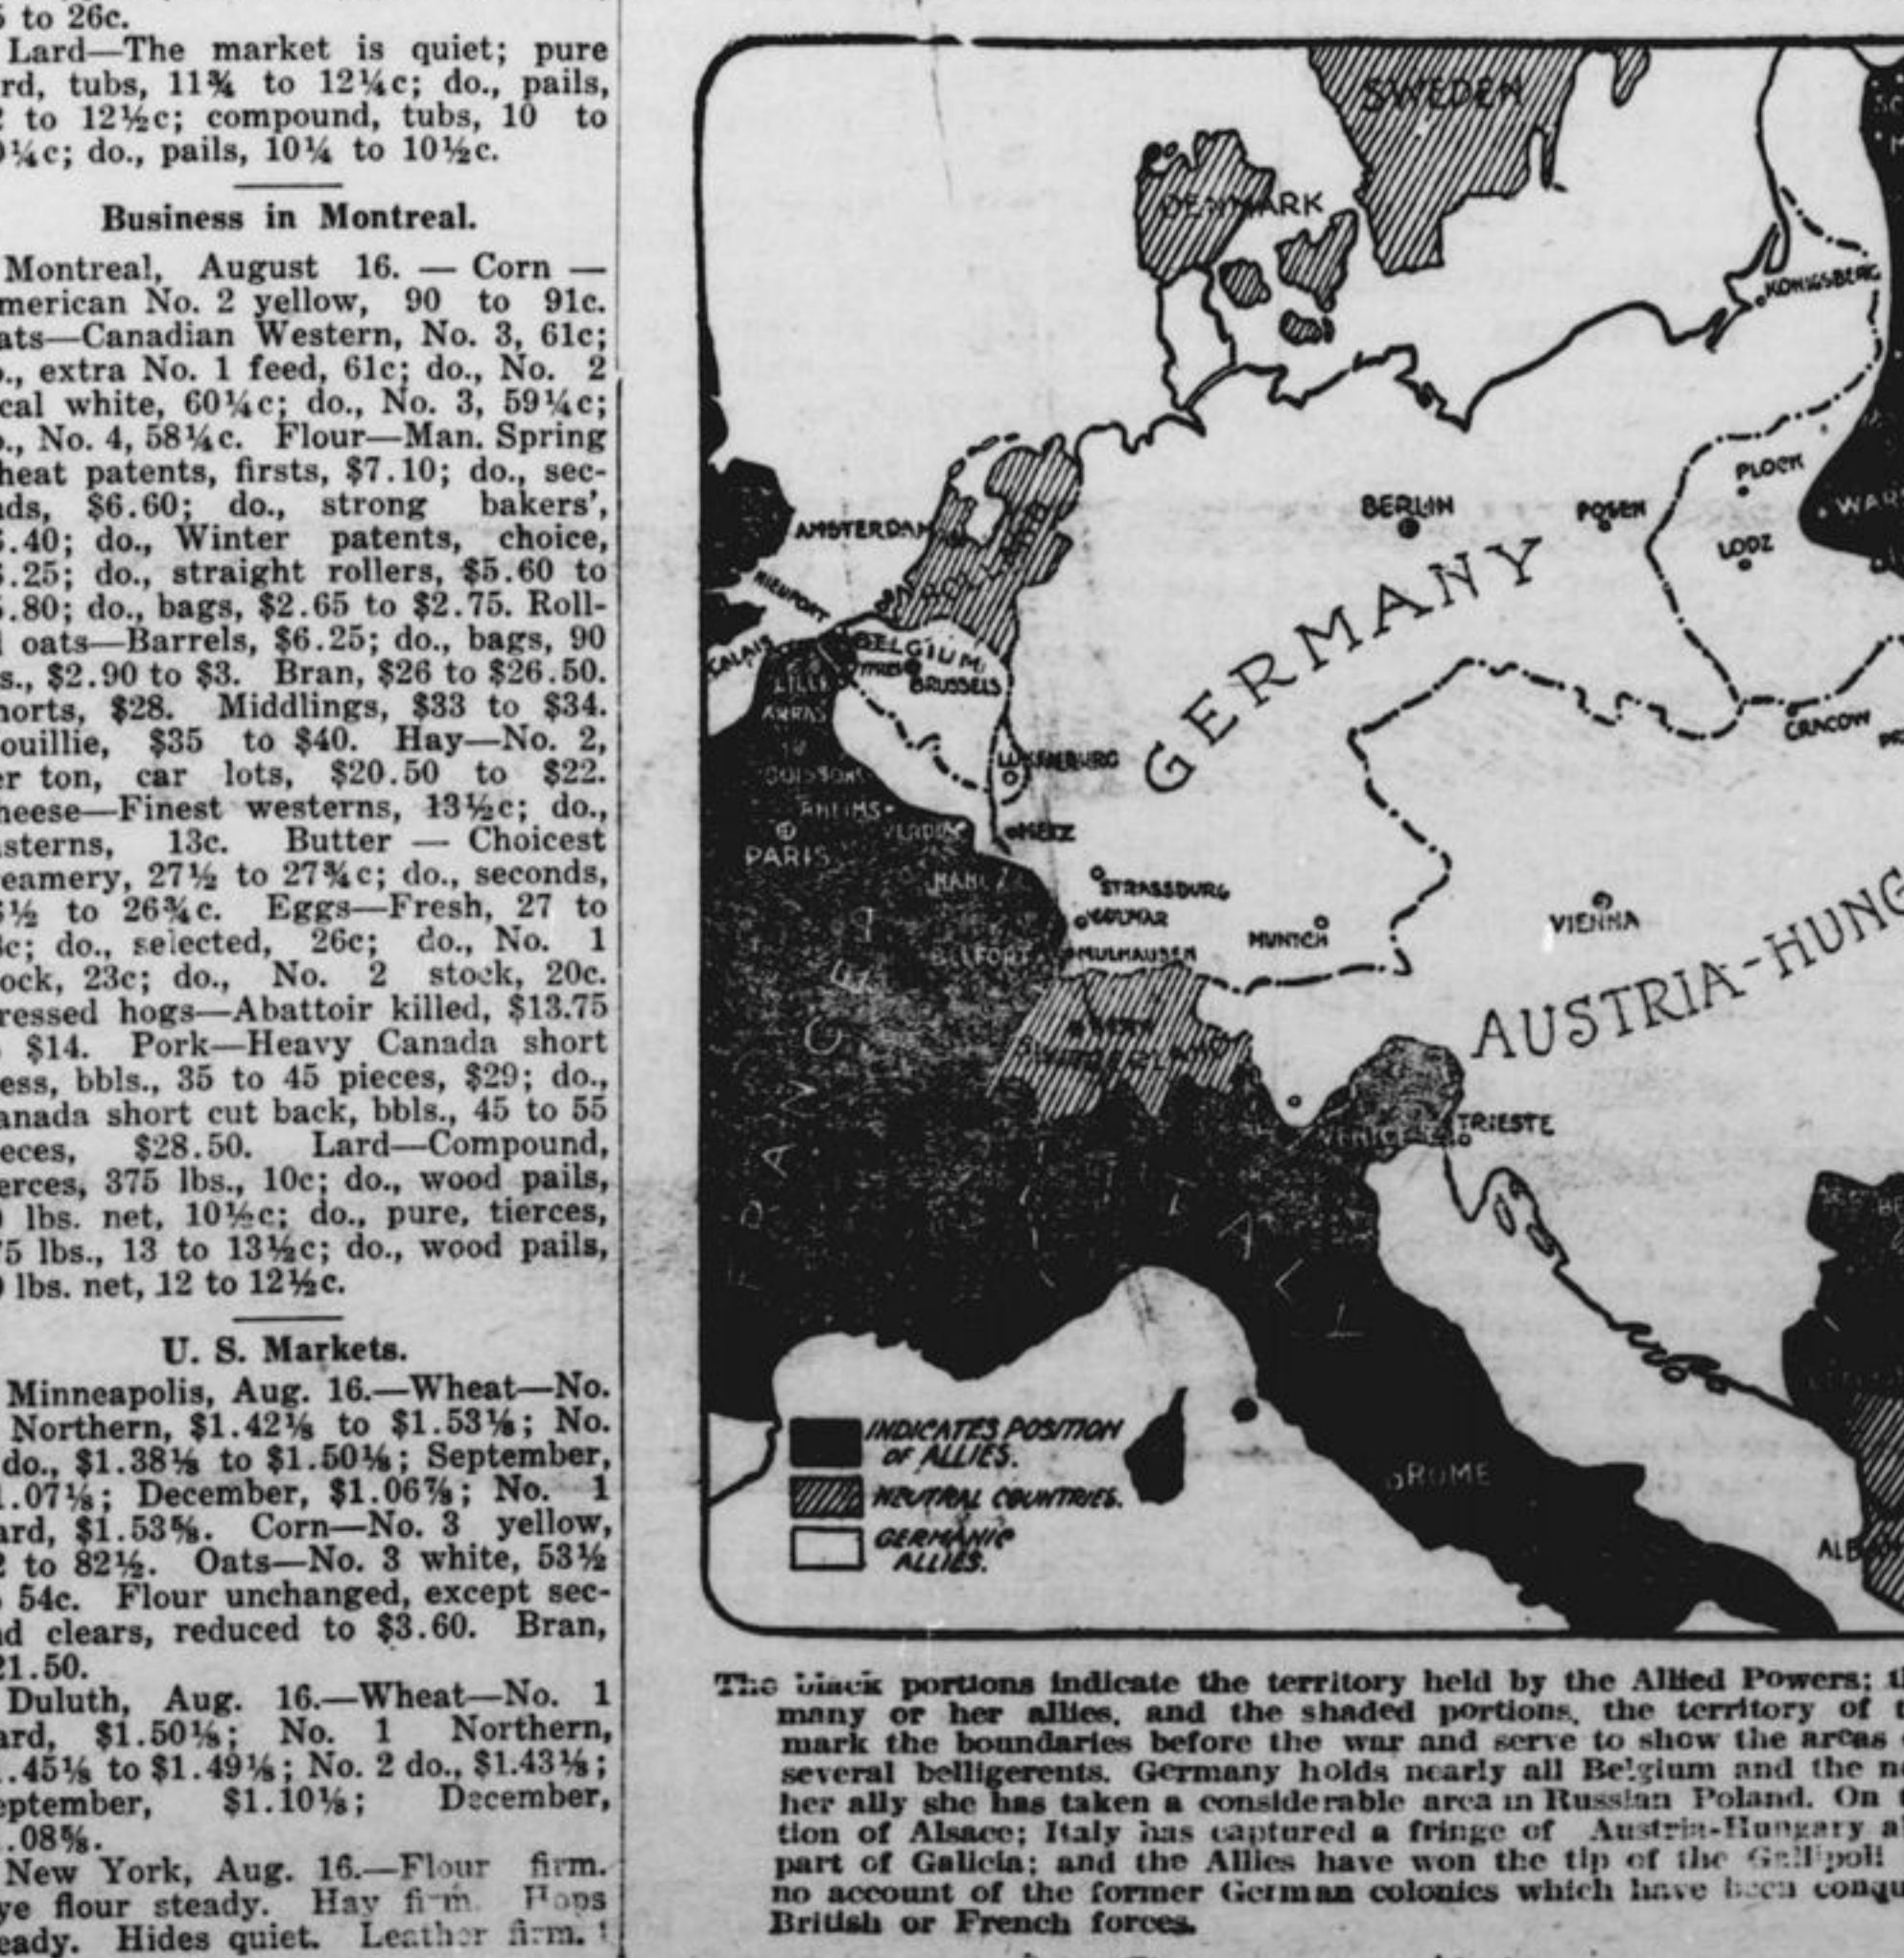 to 26c.
Lard—The market is quiet; pure
rd, tubs, 11¾ to 12¼c; do., pails,
to 12½c; compound, tubs, 10 to
¼c; do., pails, 10¼ to 10½c.
Business in Montreal.
Montreal, August 16. — Corn —
merican No. 2 yellow, 90 to 91c.
ats—Canadian Western, No. 3, 61c;
., extra No. 1 feed, 61c; do., No. 2
cal white, 60¼c; do., No. 3, 59¼c;
., No. 4, 58¼c. Flour—Man. Spring
heat patents, firsts, $7.10; do., sec-
ds, $6.60; do., strong bakers',
.40; do., Winter patents, choice,
.25; do., straight rollers, $5.60 to
.80; do., bags, $2.65 to $2.75. Roll-
oats—Barrels, $6.25; do., bags, 90
s., $2.90 to $3. Bran, $26 to $26.50.
horts, $28. Middlings, $33 to $34.
ouillie, $35 to $40. Hay—No. 2,
er ton, car lots, $20.50 to $22.
heese—Finest westerns, 13½c; do.,
sterns, 13c. Butter — Choicest
eamery, 27½ to 27¾c; do., seconds,
½ to 26¾c. Eggs—Fresh, 27 to
c; do., selected, 26c; do., No. 1
ock, 23c; do., No. 2 stock, 20c.
ressed hogs—Abattoir killed, $13.75
$14. Pork—Heavy Canada short
ess, bbls., 35 to 45 pieces, $29; do.,
anada short cut back, bbls., 45 to 55
eces, $28.50. Lard—Compound,
erces, 375 lbs., 10c; do., wood pails,
lbs. net, 10½c; do., pure, tierces,
75 lbs., 13 to 13½c; do., wood pails,
lbs. net, 12 to 12½c.
U. S. Markets.
Minneapolis, Aug. 16.—Wheat—No.
Northern, $1.42⅛ to $1.53⅛; No.
do., $1.38⅛ to $1.50⅛; September,
.07⅛; December, $1.06⅞; No. 1
ard, $1.53⅝. Corn—No. 3 yellow,
to 82½. Oats—No. 3 white, 53½
54c. Flour unchanged, except sec-
nd clears, reduced to $3.60. Bran,
21.50.
Duluth, Aug. 16.—Wheat—No. 1
ard, $1.50⅛; No. 1 Northern,
.45⅛ to $1.49⅛; No. 2 do., $1.43⅛;
eptember, $1.10⅛; December,
.08⅝.
New York, Aug. 16.—Flour firm.
ye flour steady. Hay firm. Hops
eady. Hides quiet. Leather firm.
SWEDEN
DENMARK
KONIGSBERG
PLOCK
BERLIN
POSEN
WAR
AMSTERDAM
HOLLAND
LODZ
NIEUPORT
GERMANY
CALAIS
BELGIUM
LILLE
YPRES
BRUSSELS
ARRAS
CRACOW
LUXEMBURG
RHEIMS
VERDUN
METZ
PARIS
NANCY
STRASSBURG
COLMAR
VIENNA
MUNICH
BELFORT
MULHAUSEN
AUSTRIA-HUNG
FRANCE
SWITZERLAND
VENICE
TRIESTE
ITALY
INDICATES POSITION
OF ALLIES.
ROME
NEUTRAL COUNTRIES.
GERMANIC
ALLIES.
ALB
The black portions indicate the territory held by the Allied Powers; th
many or her allies, and the shaded portions, the territory of t
mark the boundaries before the war and serve to show the areas
several belligerents. Germany holds nearly all Belgium and the n
her ally she has taken a considerable area in Russian Poland. On t
tion of Alsace; Italy has captured a fringe of Austria-Hungary a
part of Galicia; and the Allies have won the tip of the Gallipoli
no account of the former German colonies which have been conqu
British or French forces.